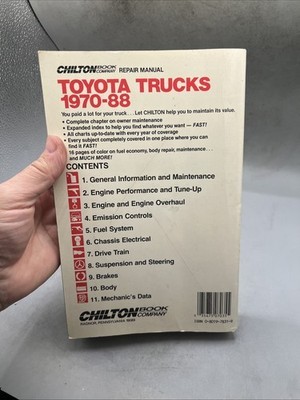 CHILTON BOOK COMPANY REPAIR MANUAL
TOYOTA TRUCKS
1970-88
You paid a lot for your truck . . . Let CHILTON help you to maintain its value.
• Complete chapter on owner maintenance
• Expanded index to help you find whatever you want — FAST!
• All charts up-to-date with every year of coverage
• Every subject completely covered in one place where you can
find it FAST!
16 pages of color on fuel economy, body repair, maintenance . . .
and MUCH MORE!
CONTENTS
1. General Information and Maintenance
2. Engine Performance and Tune-Up
3. Engine and Engine Overhaul
4. Emission Controls
5. Fuel System
6. Chassis Electrical
7. Drive Train
8. Suspension and Steering
9. Brakes
10. Body
11. Mechanic's Data
CHILTON BOOK COMPANY
RADNOR, PENNSYLVANIA 19089